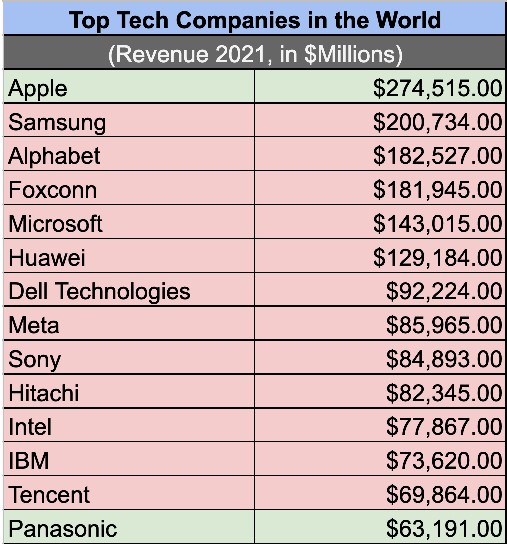 Top Tech Companies in the World
(Revenue 2021, in $Millions)
Apple $274,515.00
Samsung $200,734.00
Alphabet $182,527.00
Foxconn $181,945.00
Microsoft $143,015.00
Huawei $129,184.00
Dell Technologies $92,224.00
Meta $85,965.00
Sony $84,893.00
Hitachi $82,345.00
Intel $77,867.00
IBM $73,620.00
Tencent $69,864.00
Panasonic $63,191.00